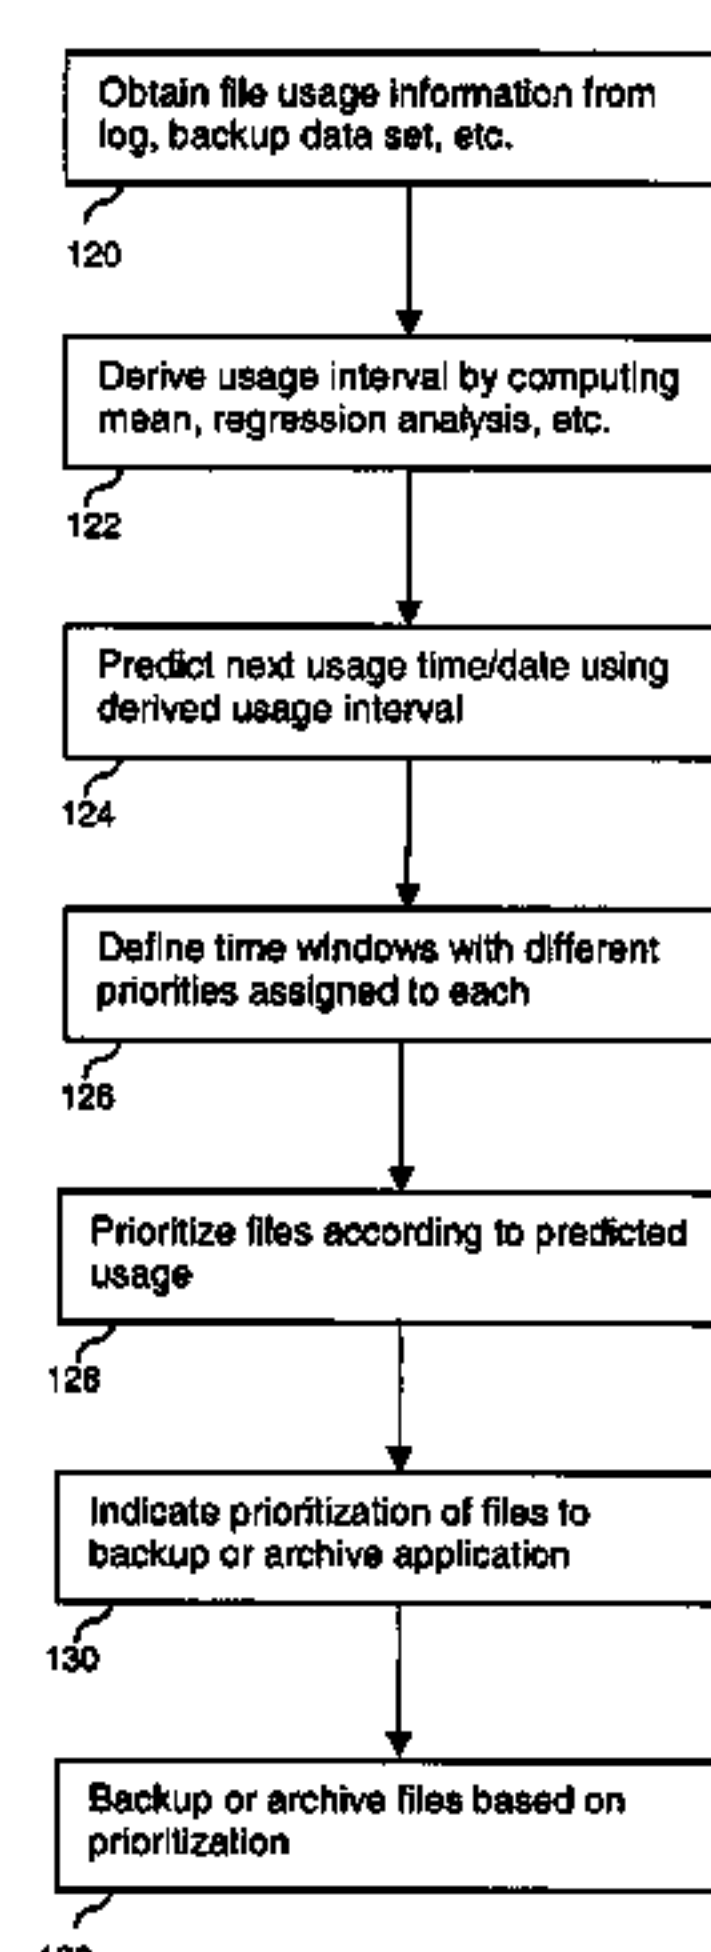 Obtain file usage information from
log, backup data set, etc.
120
Derive usage interval by computing
mean, regression analysis, etc.
122
Predict next usage time/date using
derived usage interval
124
Define time windows with different
priorities assigned to each
126
Prioritize files according to predicted
usage
128
Indicate prioritization of files to
backup or archive application
130
Backup or archive files based on
prioritization